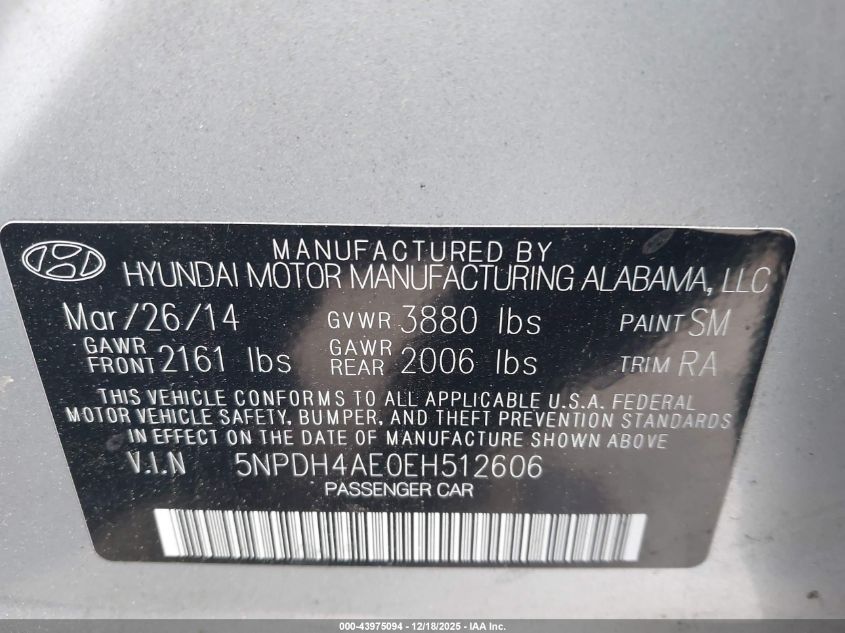 MANUFACTURED BY
HYUNDAI MOTOR MANUFACTURING ALABAMA, LLC
Mar/26/14 GVWR 3880 lbs PAINT SM
GAWR FRONT 2161 lbs GAWR REAR 2006 lbs TRIM RA
THIS VEHICLE CONFORMS TO ALL APPLICABLE U.S.A. FEDERAL
MOTOR VEHICLE SAFETY, BUMPER, AND THEFT PREVENTION STANDARDS
IN EFFECT ON THE DATE OF MANUFACTURE SHOWN ABOVE.
V.I.N 5NPDH4AE0EH512606
PASSENGER CAR
000-43975094 - 12/18/2025 - IAA Inc.